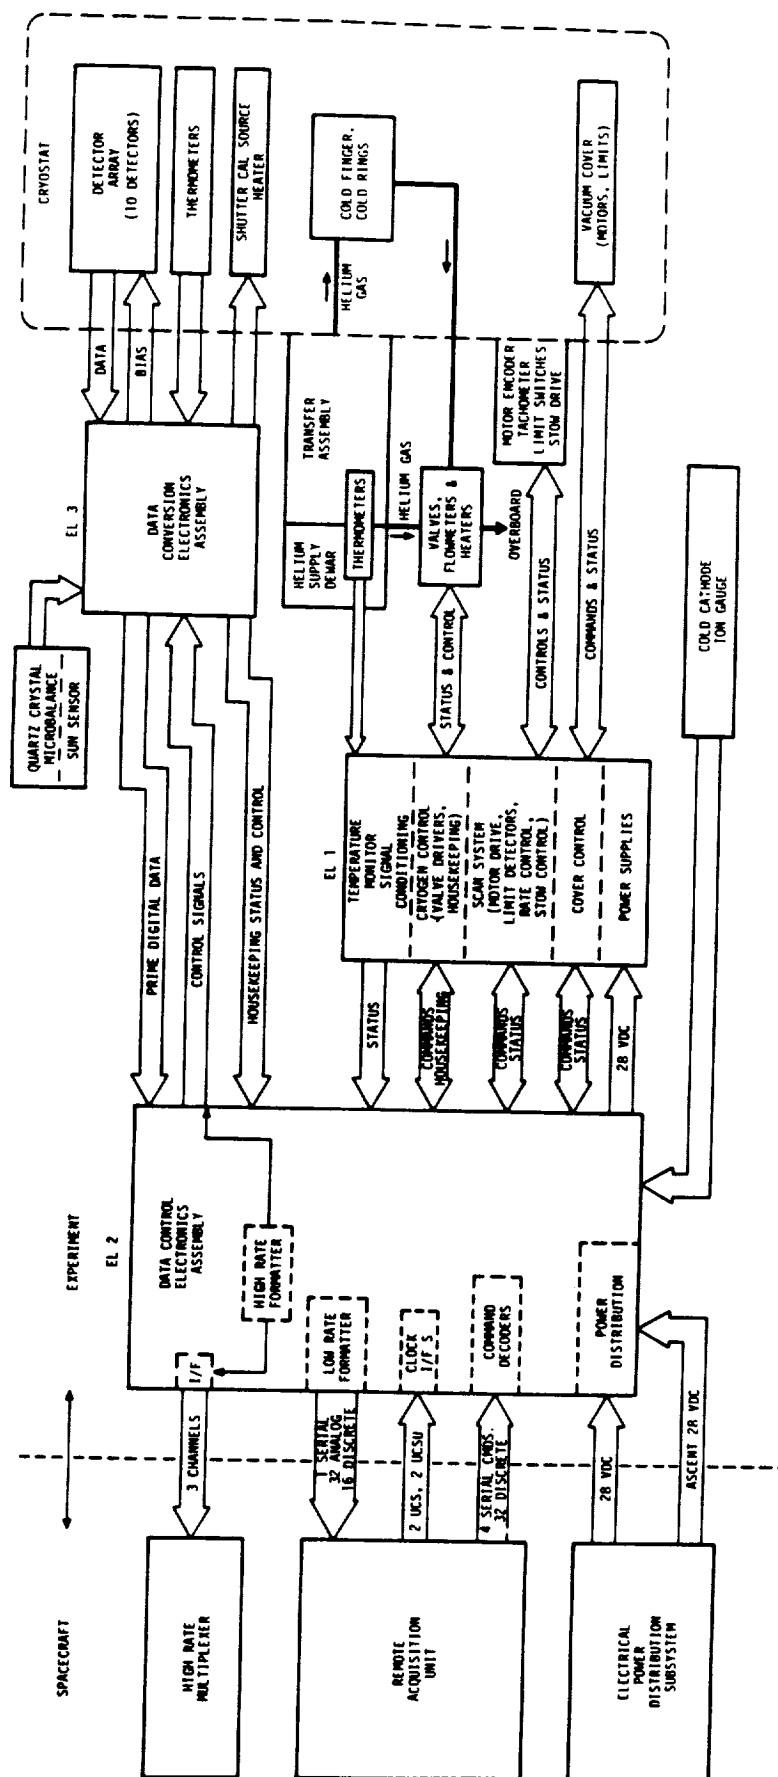 SPACECRAFT
EXPERIMENT
HIGH RATE
MULTIPLEXER
REMOTE
ACQUISITION
UNIT
ELECTRICAL
POWER
DISTRIBUTION
SUBSYSTEM
3 CHANNELS
1 SERIAL
32 ANALOG
16 DISCRETE
2 UCS, 2 UCSU
4 SERIAL CMDS.
32 DISCRETE
28 VDC
ASCENT 28 VDC
EL 2
DATA CONTROL
ELECTRONICS
ASSEMBLY
I/F
HIGH RATE
FORMATTER
LOW RATE
FORMATTER
CLOCK
I/F S
COMMAND
DECODERS
POWER
DISTRIBUTION
PRIME DIGITAL DATA
CONTROL SIGNALS
HOUSEKEEPING STATUS AND CONTROL
STATUS
COMMANDS
HOUSEKEEPING
COMMANDS
STATUS
COMMANDS
STATUS
28 VDC
QUARTZ CRYSTAL
MICROBALANCE
SUN SENSOR
EL 3
DATA
CONVERSION
ELECTRONICS
ASSEMBLY
EL 1
TEMPERATURE
MONITOR
SIGNAL
CONDITIONING
CRYOGEN CONTROL
(VALVE DRIVERS,
HOUSEKEEPING)
SCAN SYSTEM
(MOTOR DRIVE,
LIMIT DETECTORS,
RATE CONTROL,
STOW CONTROL)
COVER CONTROL
POWER SUPPLIES
STATUS & CONTROL
CONTROLS & STATUS
COMMANDS & STATUS
COLD CATHODE
ION GAUGE
HELIUM
SUPPLY
DEWAR
TRANSFER
ASSEMBLY
THERMOMETERS
HELIUM GAS
VALVES,
FLOWMETERS &
HEATERS
OVERBOARD
MOTOR ENCODER
TACHOMETER
LIMIT SWITCHES
STOW DRIVE
DATA
BIAS
HELIUM
GAS
CRYOSTAT
DETECTOR
ARRAY
(10 DETECTORS)
THERMOMETERS
SHUTTER CAL SOURCE
HEATER
COLD FINGER,
COLD RINGS
VACUUM COVER
(MOTORS, LIMITS)